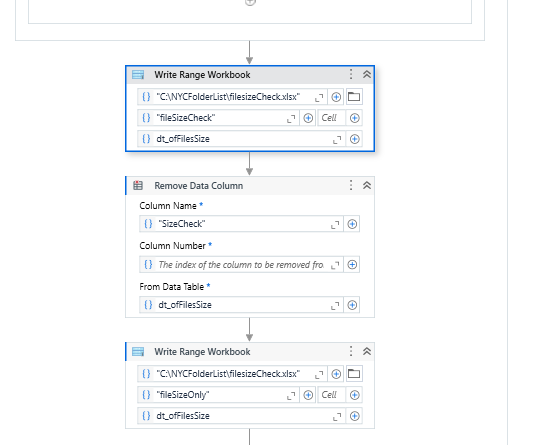 Write Range Workbook
"C:\NYCFolderList\filesizeCheck.xlsx"
"fileSizeCheck" Cell
dt_ofFilesSize
Remove Data Column
Column Name *
"SizeCheck"
Column Number *
The index of the column to be removed fro
From Data Table *
dt_ofFilesSize
Write Range Workbook
"C:\NYCFolderList\filesizeCheck.xlsx"
"fileSizeOnly" Cell
dt_ofFilesSize